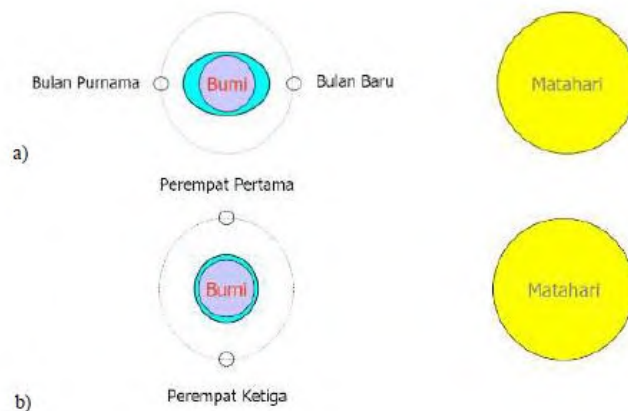 Bulan Purnama Bumi Bulan Baru Matahari
a)
Perempat Pertama
Bumi Matahari
Perempat Ketiga
b)